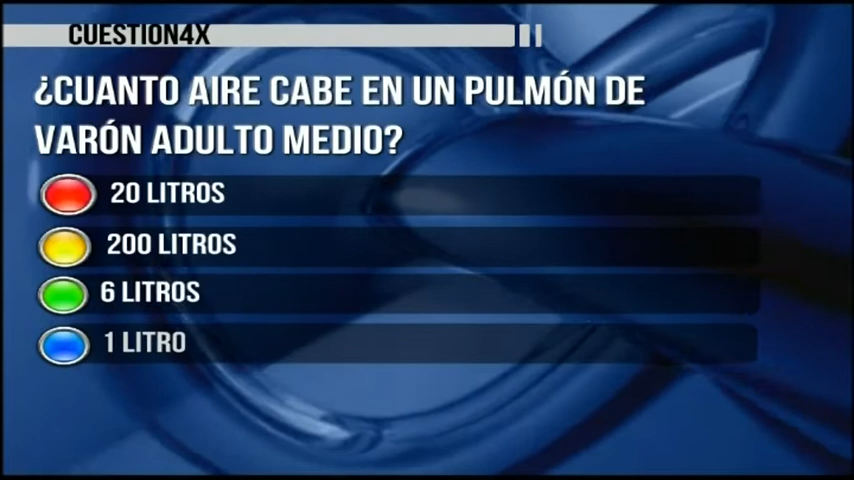 CUESTION4X
¿CUANTO AIRE CABE EN UN PULMÓN DE
VARÓN ADULTO MEDIO?
20 LITROS
200 LITROS
6 LITROS
1 LITRO